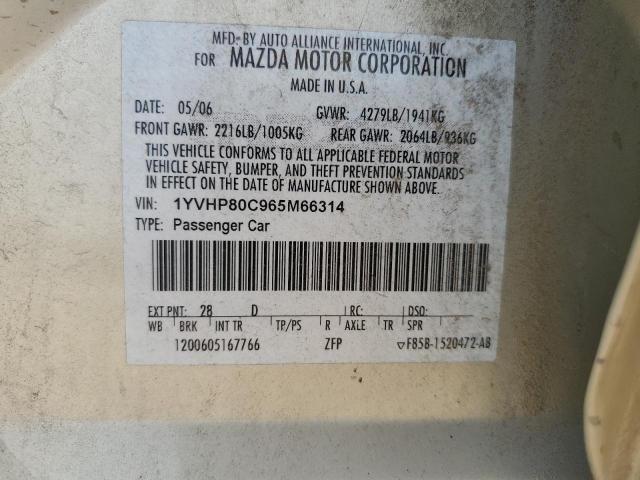 MFD. BY AUTO ALLIANCE INTERNATIONAL, INC.
FOR MAZDA MOTOR CORPORATION
MADE IN U.S.A.
DATE: 05/06 GVWR: 4279LB/1941KG
FRONT GAWR: 2216LB/1005KG REAR GAWR: 2064LB/936KG
THIS VEHICLE CONFORMS TO ALL APPLICABLE FEDERAL MOTOR
VEHICLE SAFETY, BUMPER, AND THEFT PREVENTION STANDARDS
IN EFFECT ON THE DATE OF MANUFACTURE SHOWN ABOVE.
VIN: 1YVHP80C965M66314
TYPE: Passenger Car
EXT PNT: 28 D RC: DSO:
WB BRK INT TR TP/PS R AXLE TR SPR
1200605167766 ZFP ▽F85B-1520472-AB